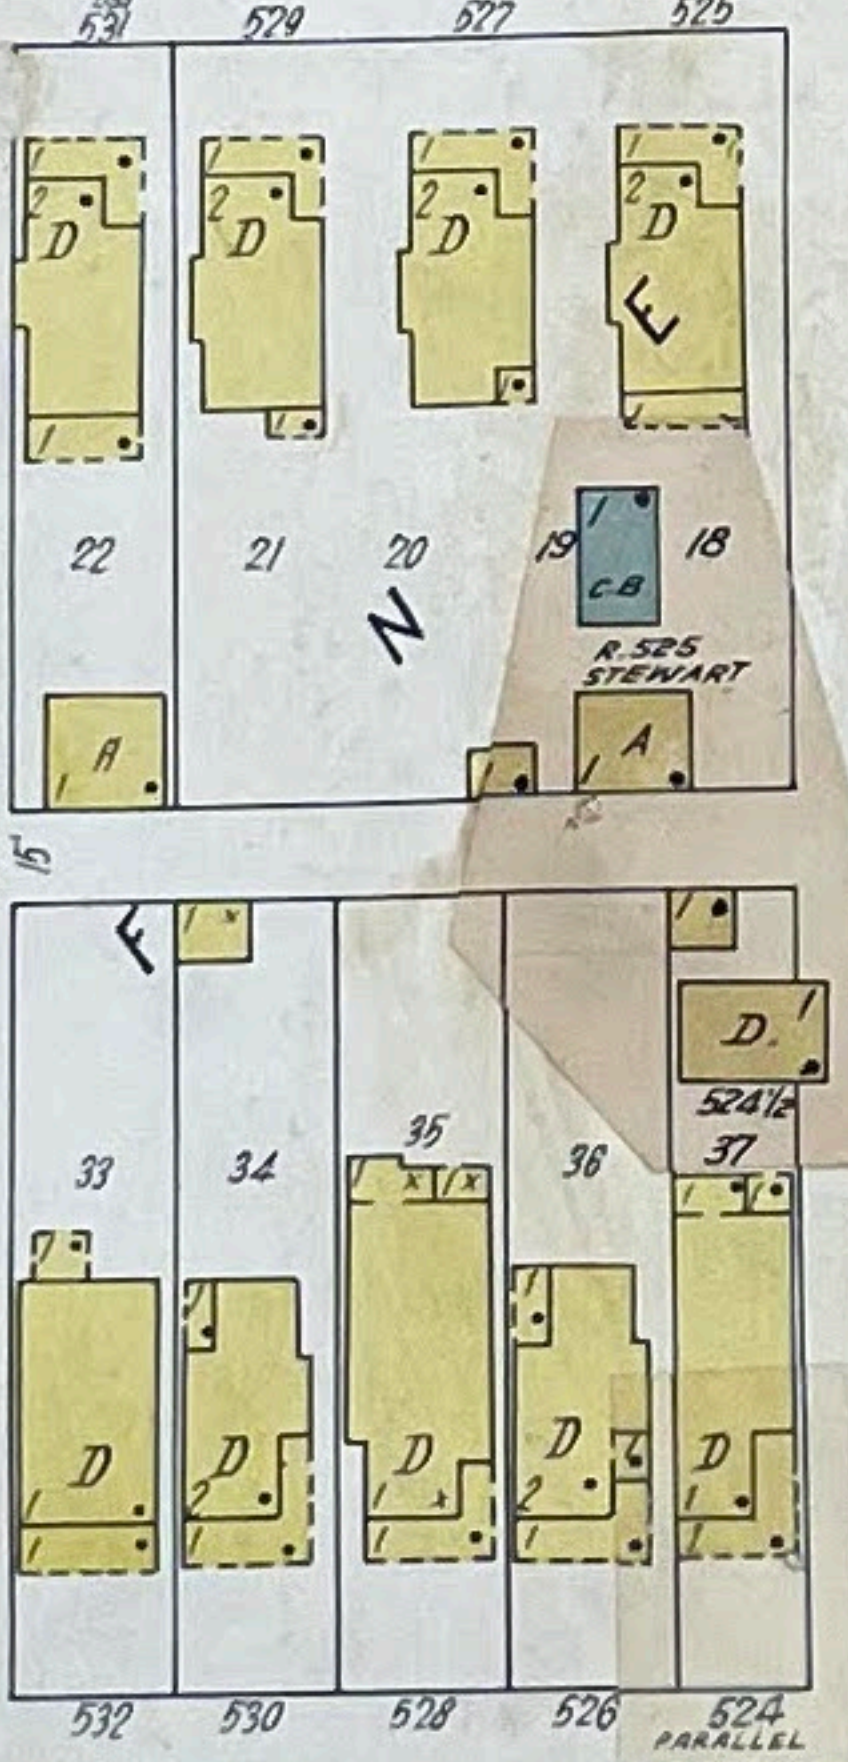 531 529 527 525
1 1 1 1
2 2 2 2
D D D D
E
1 1 1 1
1
22 21 20 19 18
C-B
N
R. 525
STEWART
A A
1 1 1
15
F 1 x 1
1
D.
524 1/2
35
33 34 36 37
1 x 1 x 1 1
1
1 1
D D D D D
1 2 1 x 2 1
1 1 1 1 1
532 530 528 526 524
PARALLEL